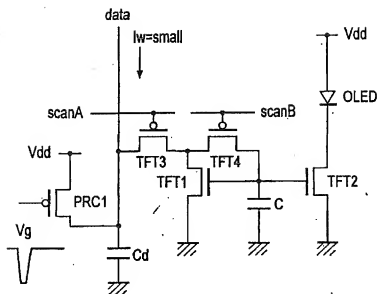 data
Iw=small
Vdd
OLED
scanA
scanB
TFT3
TFT4
Vdd
TFT1
TFT2
PRC1
C
Vg
Cd